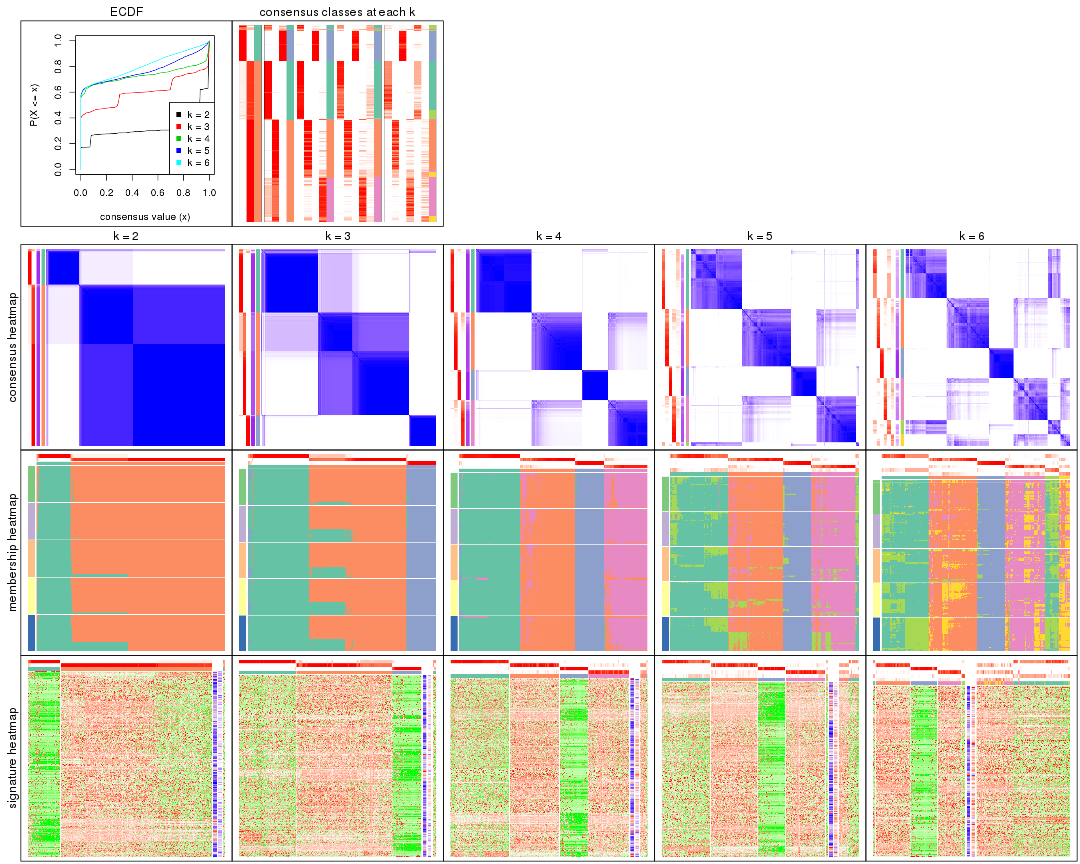 ECDF
consensus classes at each k
P(X <= x)
0.0 0.2 0.4 0.6 0.8 1.0
k = 2
k = 3
k = 4
k = 5
k = 6
0.0 0.2 0.4 0.6 0.8 1.0
consensus value (x)
k = 2
k = 3
k = 4
k = 5
k = 6
consensus heatmap
membership heatmap
signature heatmap